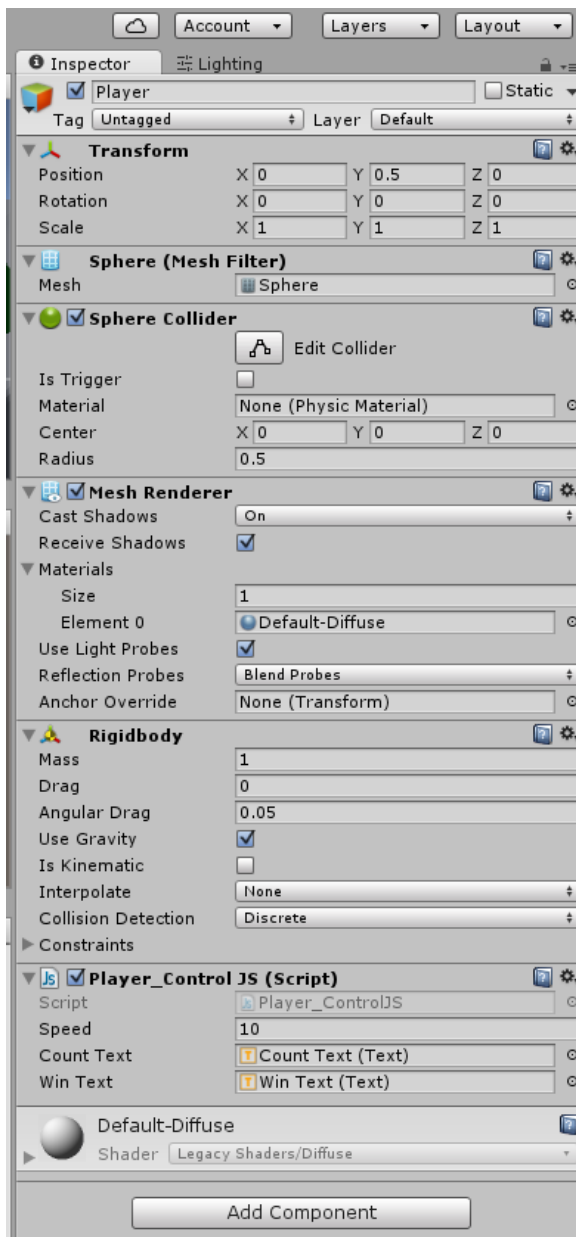 Account Layers Layout
Inspector Lighting
Player Static
Tag Untagged Layer Default
Transform
Position X 0 Y 0.5 Z 0
Rotation X 0 Y 0 Z 0
Scale X 1 Y 1 Z 1
Sphere (Mesh Filter)
Mesh Sphere
Sphere Collider
Edit Collider
Is Trigger
Material None (Physic Material)
Center X 0 Y 0 Z 0
Radius 0.5
Mesh Renderer
Cast Shadows On
Receive Shadows
Materials
Size 1
Element 0 Default-Diffuse
Use Light Probes
Reflection Probes Blend Probes
Anchor Override None (Transform)
Rigidbody
Mass 1
Drag 0
Angular Drag 0.05
Use Gravity
Is Kinematic
Interpolate None
Collision Detection Discrete
Constraints
Js Player_Control JS (Script)
Script Player_ControlJS
Speed 10
Count Text T Count Text (Text)
Win Text T Win Text (Text)
Default-Diffuse
Shader Legacy Shaders/Diffuse
Add Component